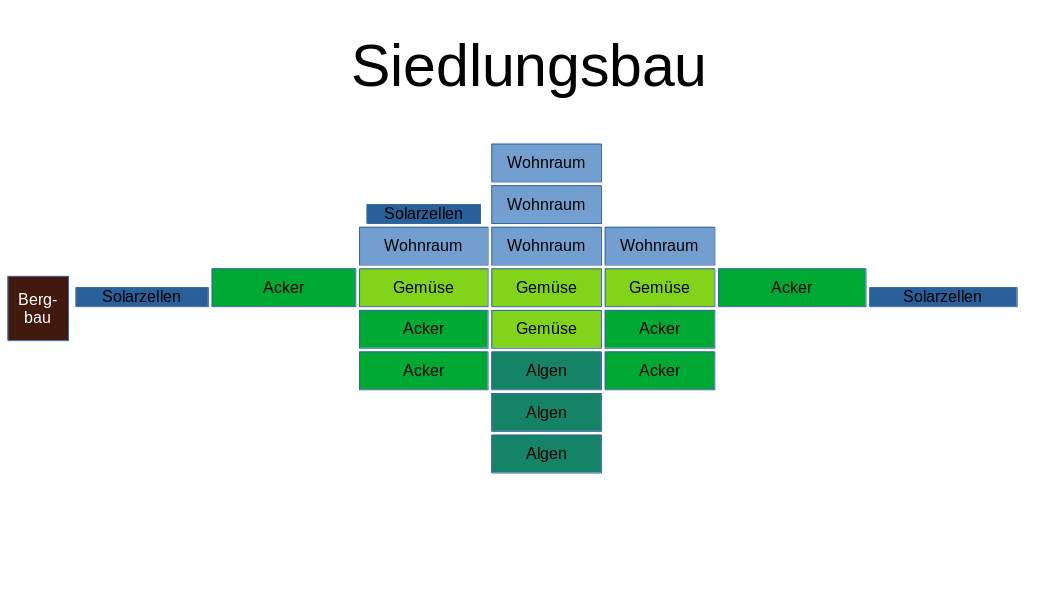 Siedlungsbau
Wohnraum
Solarzellen
Wohnraum
Wohnraum
Wohnraum
Wohnraum
Berg-
bau
Solarzellen
Acker
Gemüse
Gemüse
Gemüse
Acker
Solarzellen
Acker
Gemüse
Acker
Acker
Algen
Acker
Algen
Algen